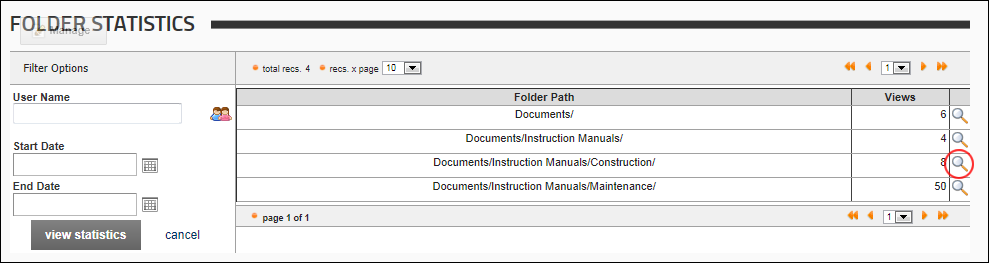 FOLDER STATISTICS
Manage
Filter Options
total recs. 4 recs. x page 10 1
User Name
Start Date
End Date
view statistics cancel
Folder Path Views
Documents/ 6
Documents/Instruction Manuals/ 4
Documents/Instruction Manuals/Construction/ 8
Documents/Instruction Manuals/Maintenance/ 50
page 1 of 1 1